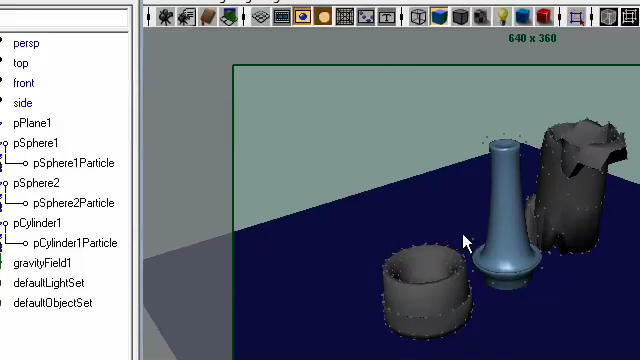 640 x 360
persp
top
front
side
pPlane1
pSphere1
pSphere1Particle
pSphere2
pSphere2Particle
pCylinder1
pCylinder1Particle
gravityField1
defaultLightSet
defaultObjectSet